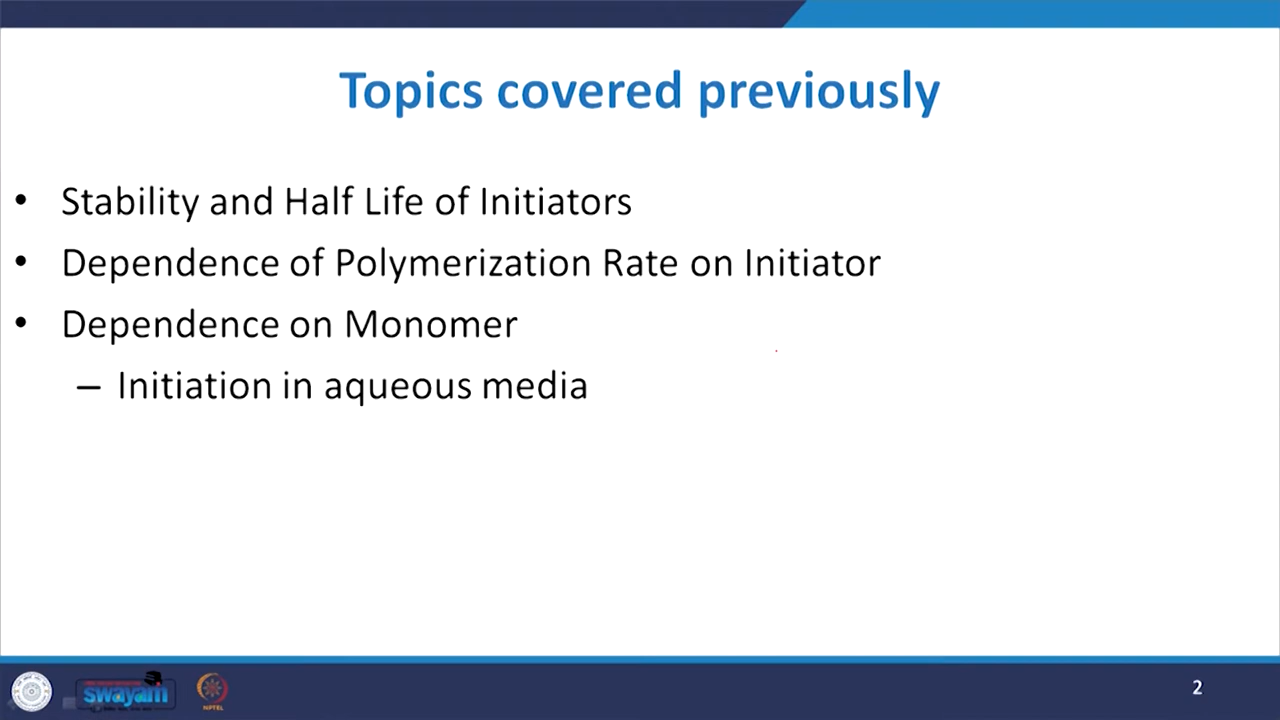 Topics covered previously
• Stability and Half Life of Initiators
• Dependence of Polymerization Rate on Initiator
• Dependence on Monomer
– Initiation in aqueous media
swayam
NPTEL
2